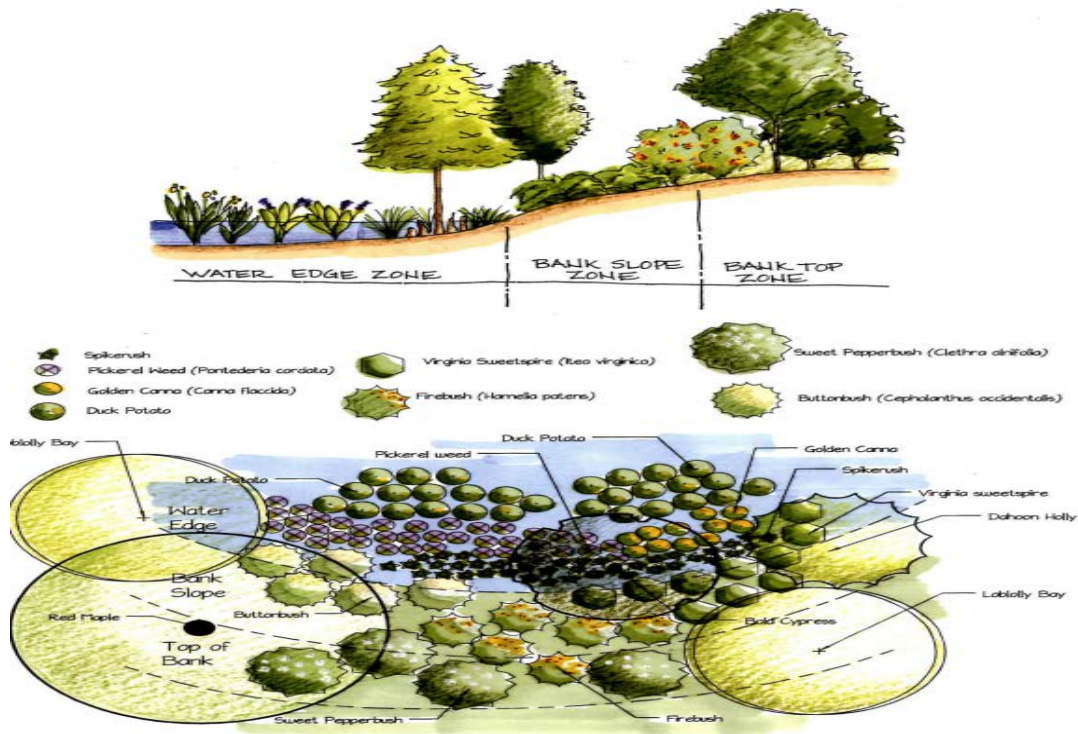 WATER EDGE ZONE
BANK SLOPE
ZONE
BANK TOP
ZONE
Spikerush
Pickerel Weed (Pontederia cordata)
Golden Canna (Canna flaccida)
Duck Potato
Virginia Sweetspire (Itea virginica)
Firebush (Hamelia patens)
Sweet Pepperbush (Clethra alnifolia)
Buttonbush (Cephalanthus occidentalis)
oblolly Bay
Duck Potato
Pickerel weed
Duck Potato
Golden Canna
Spikerush
Virginia sweetspire
Dahoon Holly
Water
Edge
Bank
Slope
Buttonbush
Red Maple
Top of
Bank
Loblolly Bay
Bald Cypress
Sweet Pepperbush
Firebush